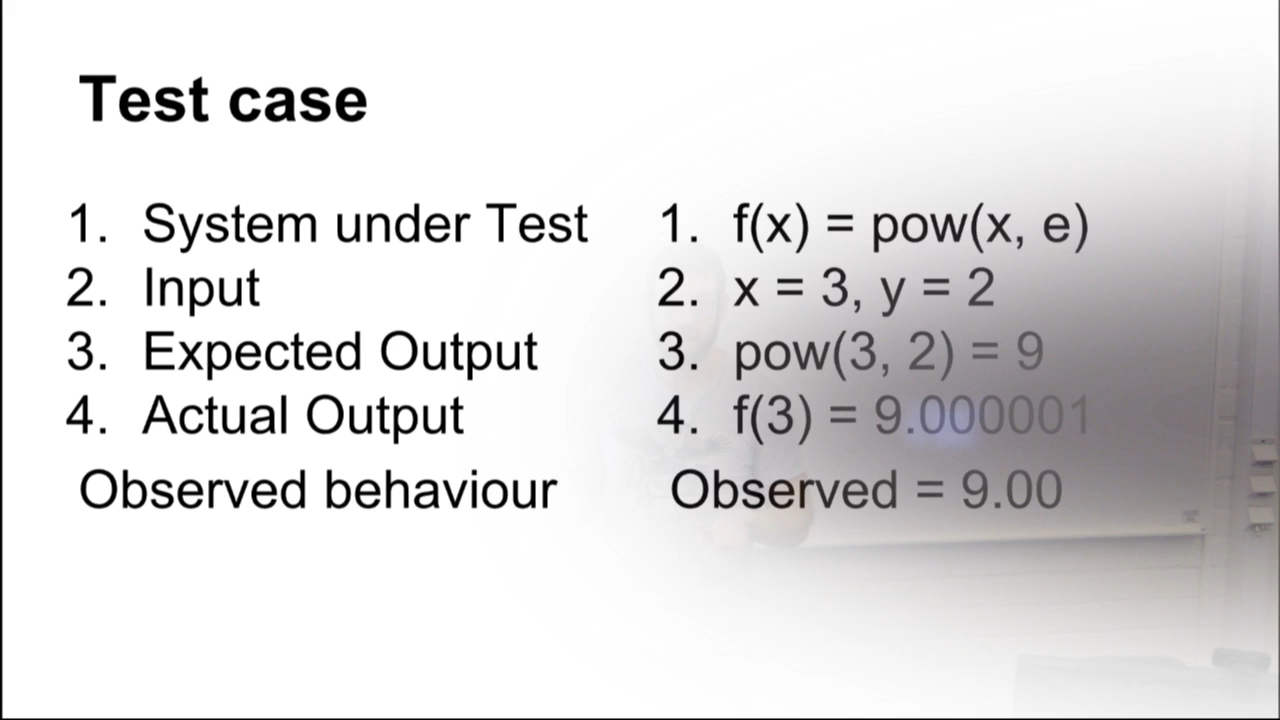 Test case
1. System under Test
2. Input
3. Expected Output
4. Actual Output
Observed behaviour
1. f(x) = pow(x, e)
2. x = 3, y = 2
3. pow(3, 2) = 9
4. f(3) = 9.000001
Observed = 9.00